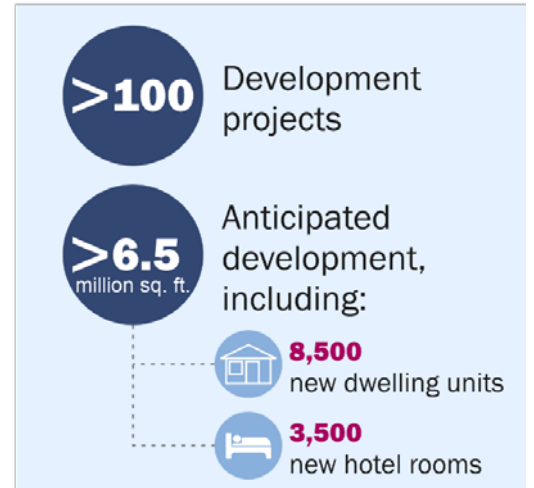 >100
Development
projects
>6.5
million sq. ft.
Anticipated
development,
including:
8,500
new dwelling units
3,500
new hotel rooms